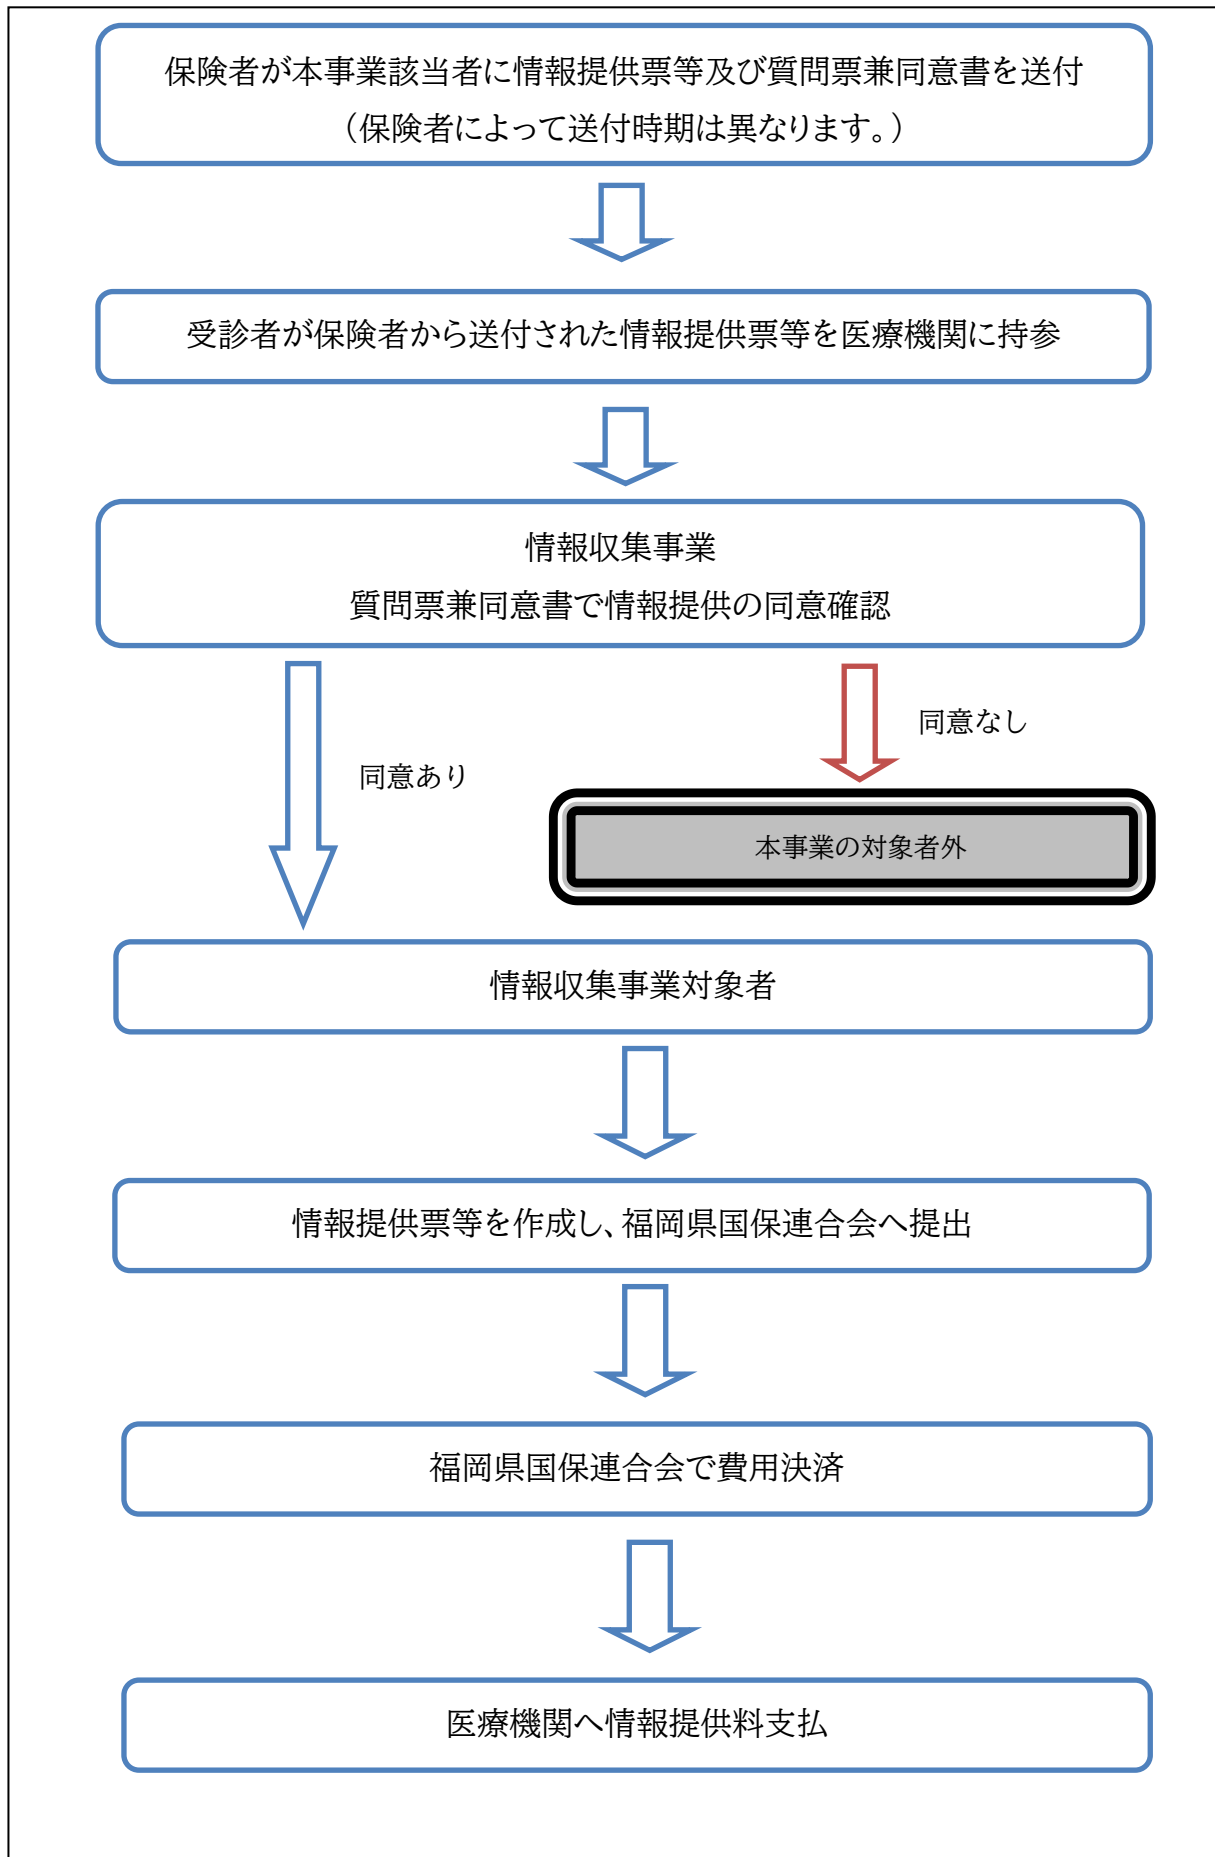 保険者が本事業該当者に情報提供票等及び質問票兼同意書を送付
（保険者によって送付時期は異なります。）
受診者が保険者から送付された情報提供票等を医療機関に持参
情報収集事業
質問票兼同意書で情報提供の同意確認
同意なし
同意あり
本事業の対象者外
情報収集事業対象者
情報提供票等を作成し、福岡県国保連合会へ提出
福岡県国保連合会で費用決済
医療機関へ情報提供料支払